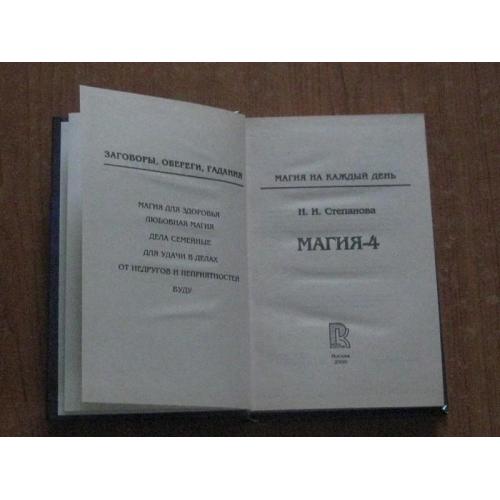 ЗАГОВОРЫ, ОБЕРЕГИ, ГАДАНИЯ
МАГИЯ ДЛЯ ЗДОРОВЬЯ
ЛЮБОВНАЯ МАГИЯ
ДЕЛА СЕМЕЙНЫЕ
ДЛЯ УДАЧИ В ДЕЛАХ
ОТ НЕДРУГОВ И НЕПРИЯТНОСТЕЙ
ВУДУ
МАГИЯ НА КАЖДЫЙ ДЕНЬ
Н. И. Степанова
МАГИЯ-4
Москва